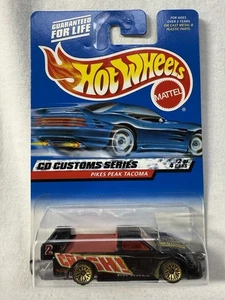 GUARANTEED
FOR LIFE
FOR AGES
OVER 3 YEARS
DIE CAST METAL &
PLASTIC PARTS
Hot Wheels
MATTEL
CD CUSTOMS SERIES
PIKES PEAK TACOMA